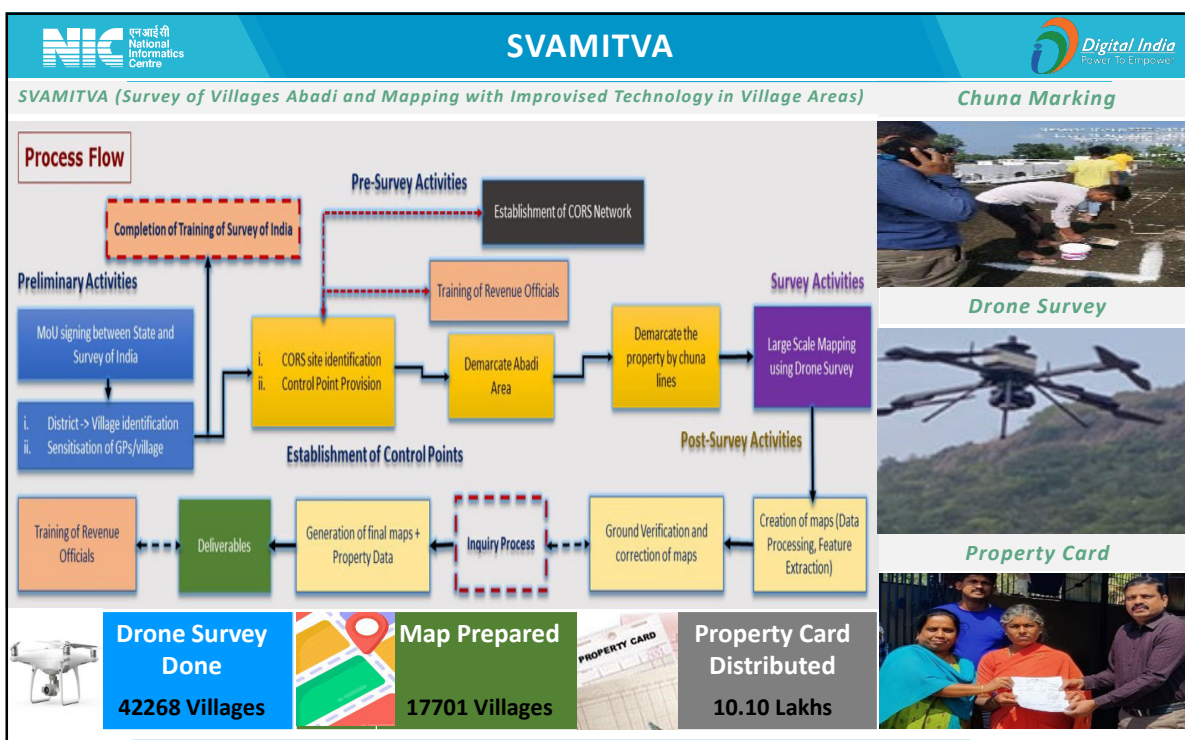 NIC
एन आई सी
National
Informatics
Centre
SVAMITVA
Digital India
Power To Empower
SVAMITVA (Survey of Villages Abadi and Mapping with Improvised Technology in Village Areas)
Chuna Marking
Process Flow
Pre-Survey Activities
Establishment of CORS Network
Completion of Training of Survey of India
Preliminary Activities
Training of Revenue Officials
Survey Activities
MoU signing between State and
Survey of India
i. CORS site identification
ii. Control Point Provision
Demarcate Abadi
Area
Demarcate the
property by chuna
lines
Large Scale Mapping
using Drone Survey
Drone Survey
i. District -> Village identification
ii. Sensitisation of GPs/village
Establishment of Control Points
Post-Survey Activities
Training of Revenue
Officials
Deliverables
Generation of final maps +
Property Data
Inquiry Process
Ground Verification and
correction of maps
Creation of maps (Data
Processing, Feature
Extraction)
Property Card
Drone Survey
Done
42268 Villages
Map Prepared
17701 Villages
PROPERTY CARD
Property Card
Distributed
10.10 Lakhs